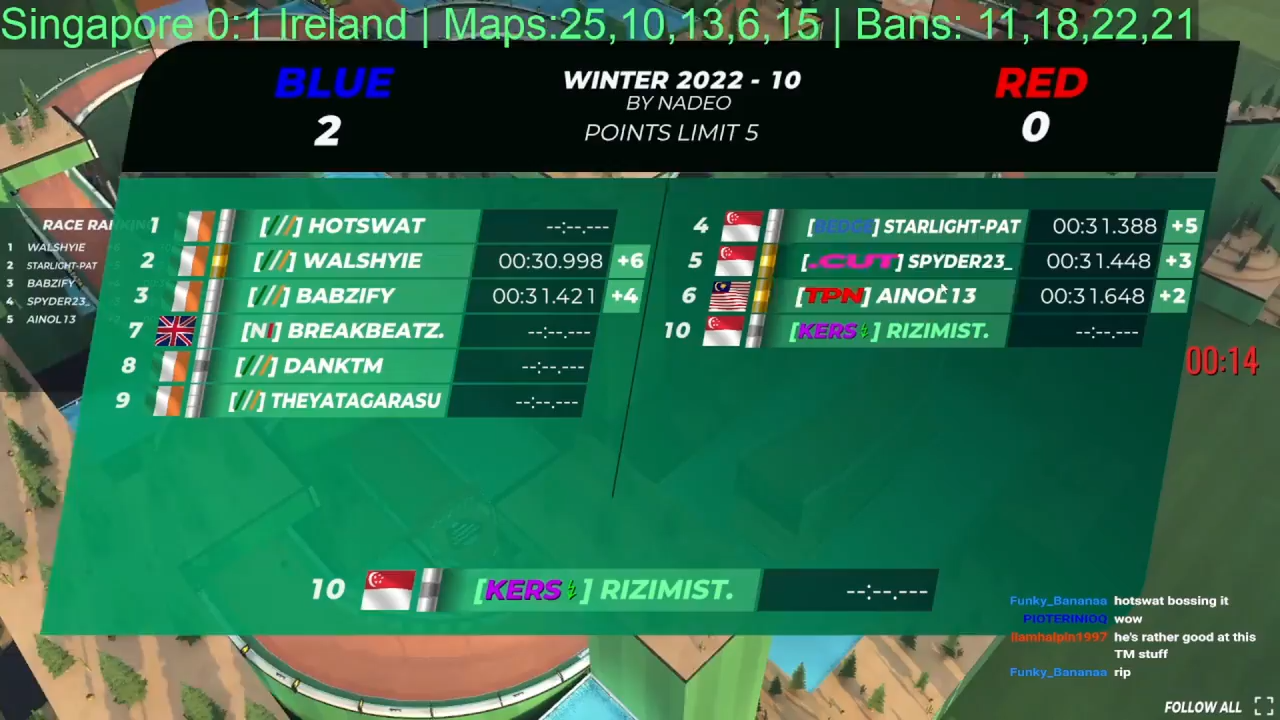 Singapore 0:1 Ireland | Maps:25,10,13,6,15 | Bans: 11,18,22,21
BLUE
2
WINTER 2022 - 10
BY NADEO
POINTS LIMIT 5
RED
0
RACE
1 WALSHYIE
2 STARLIGHT-PAT
3 BABZIFY
4 SPYDER23_
5 AINOL13
1 [///] HOTSWAT --:--.---
2 [///] WALSHYIE 00:30.998 +6
3 [///] BABZIFY 00:31.421 +4
7 [NI] BREAKBEATZ. --:--.---
8 [///] DANKTM --:--.---
9 [///] THEYATAGARASU --:--.---
4 [BEDGE] STARLIGHT-PAT 00:31.388 +5
5 [.CUT] SPYDER23_ 00:31.448 +3
6 [TPN] AINOL13 00:31.648 +2
10 [KERS] RIZIMIST. --:--.---
00:14
10 [KERS] RIZIMIST. --:--.---
Funky_Bananaa hotswat bossing it
PIOTERINIOQ wow
liamhalpin1997 he's rather good at this
TM stuff
Funky_Bananaa rip
FOLLOW ALL